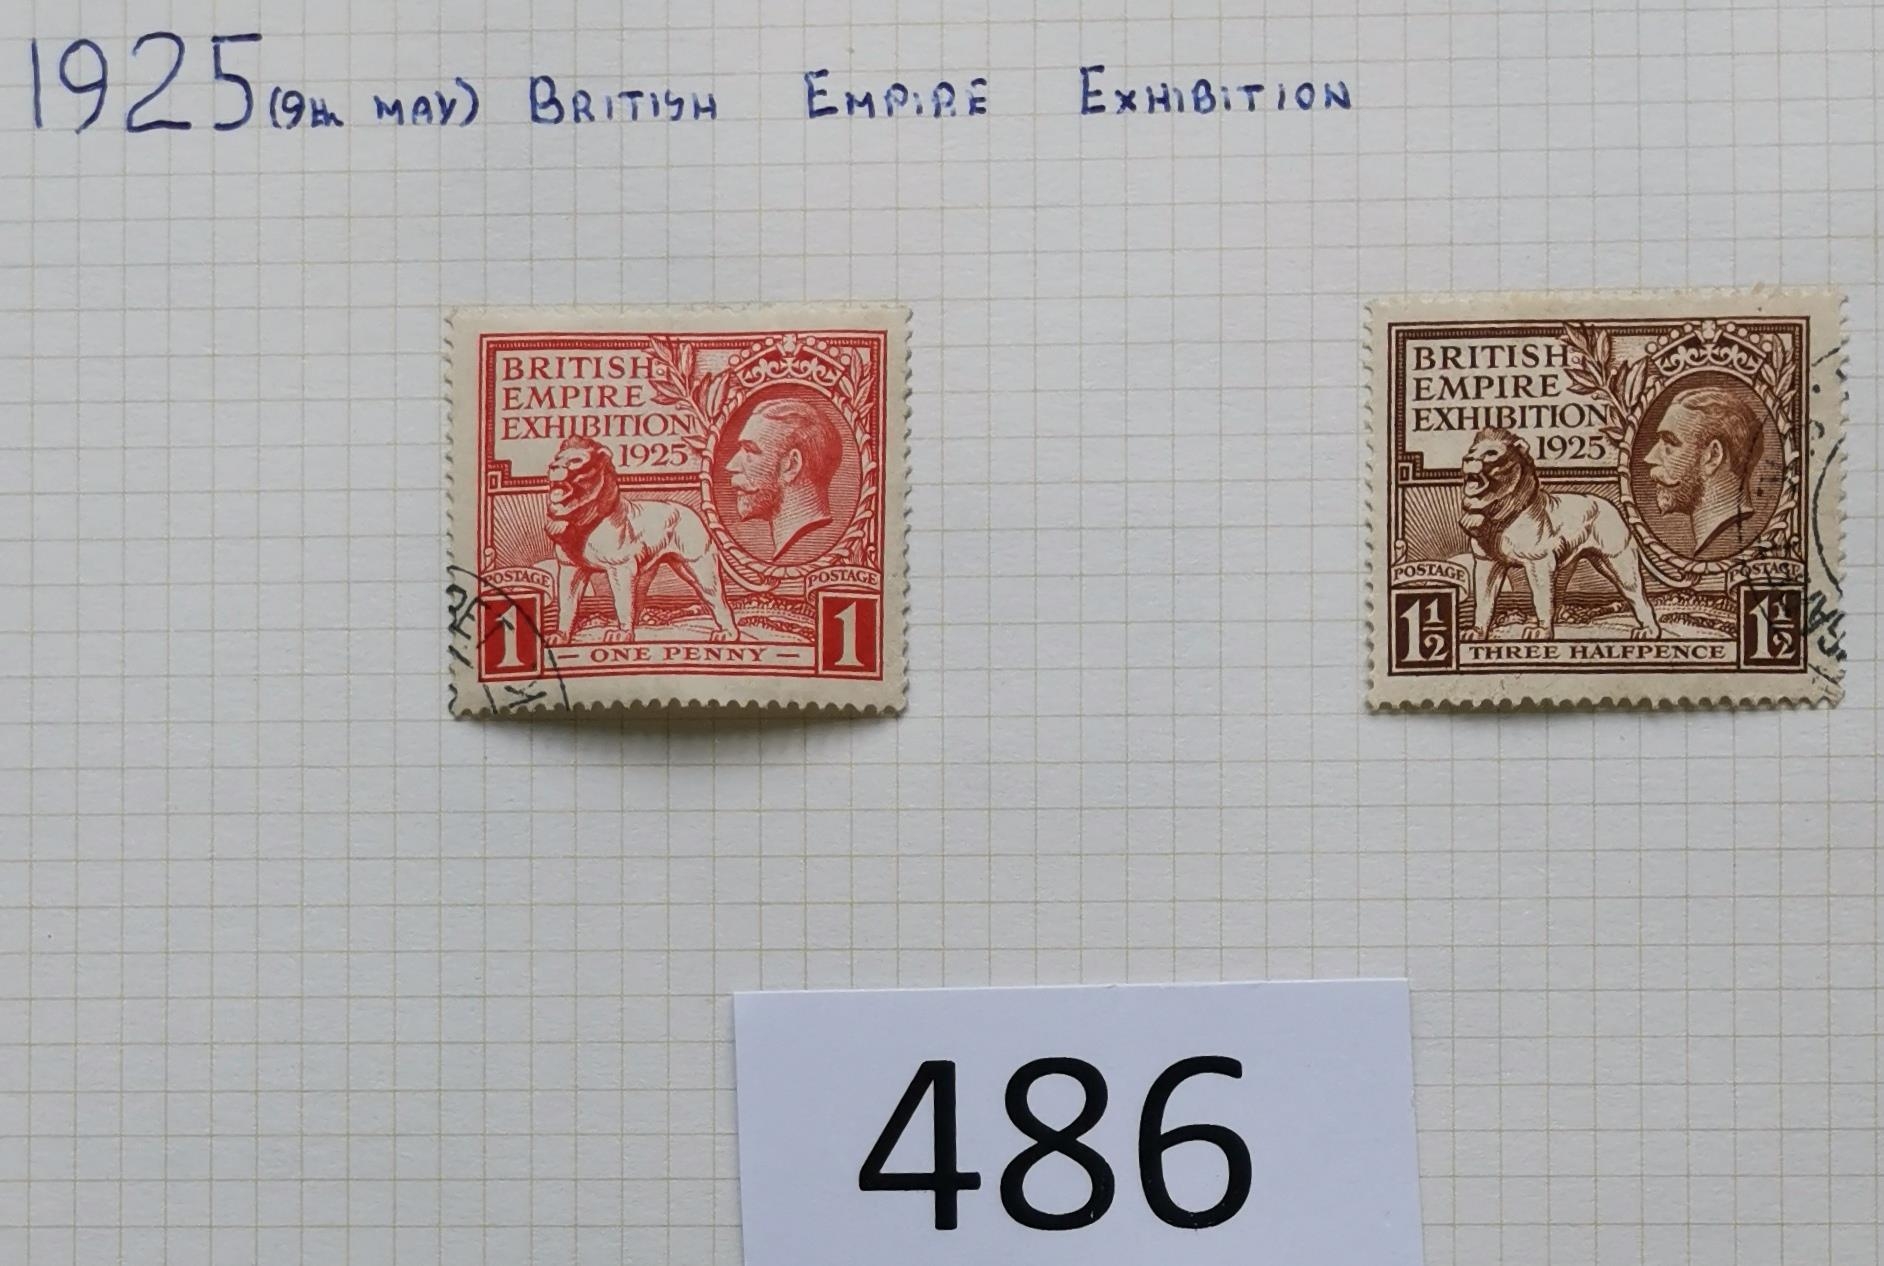 1925 (9th MAY) BRITISH EMPIRE EXHIBITION
BRITISH
EMPIRE
EXHIBITION
1925
POSTAGE POSTAGE
1 ONE PENNY 1
BRITISH
EMPIRE
EXHIBITION
1925
POSTAGE POSTAGE
1½ THREE HALFPENCE 1½
486